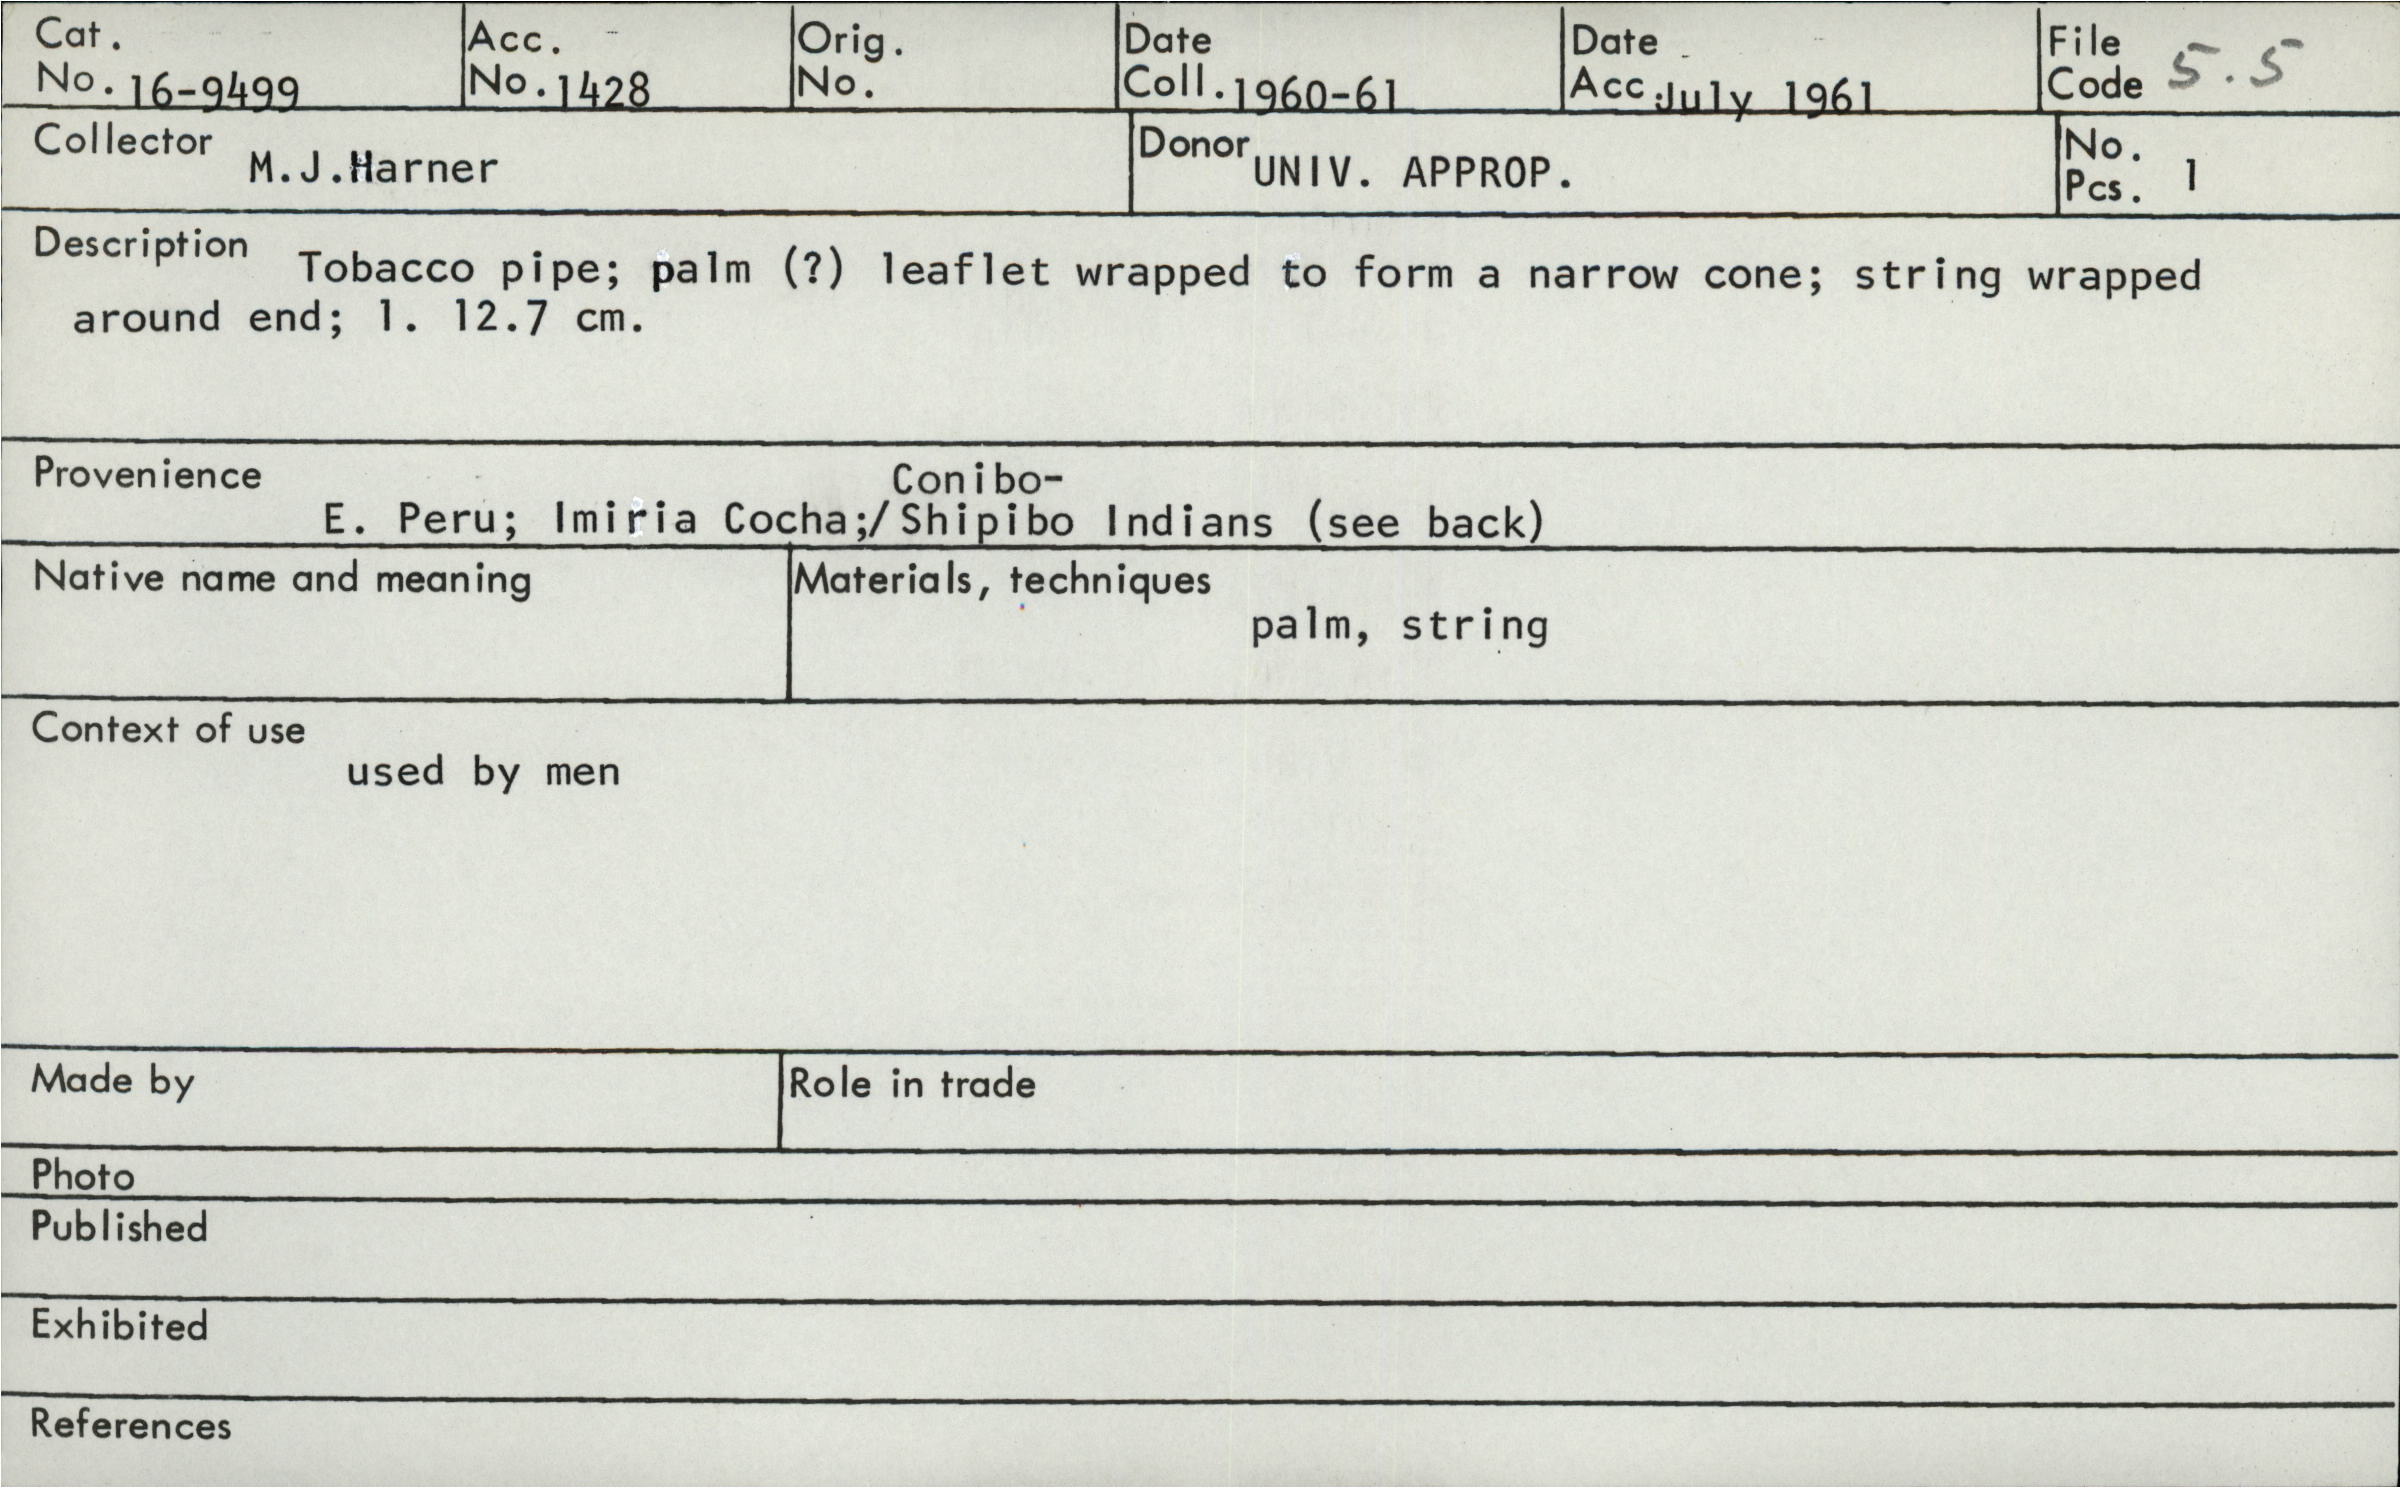 Cat. No. 16-9499
Acc. No. 1428
Orig. No.
Date Coll. 1960-61
Date Acc. July 1961
File Code 5.5
Collector M.J.Harner
Donor UNIV. APPROP.
No. Pcs. 1
Description Tobacco pipe; palm (?) leaflet wrapped to form a narrow cone; string wrapped
around end; l. 12.7 cm.
Provenience
Conibo-
E. Peru; Imiria Cocha;/Shipibo Indians (see back)
Native name and meaning
Materials, techniques
palm, string
Context of use
used by men
Made by
Role in trade
Photo
Published
Exhibited
References